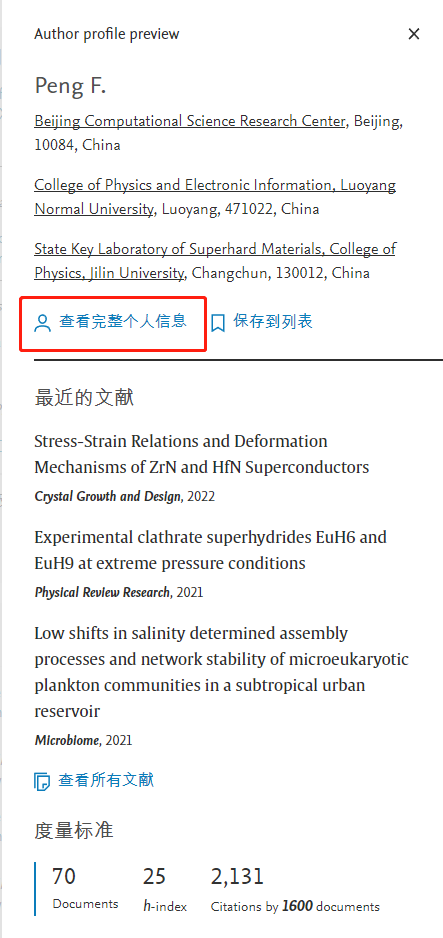 Author profile preview
Peng F.
Beijing Computational Science Research Center, Beijing,
10084, China
College of Physics and Electronic Information, Luoyang
Normal University, Luoyang, 471022, China
State Key Laboratory of Superhard Materials, College of
Physics, Jilin University, Changchun, 130012, China
查看完整个人信息 保存到列表
最近的文献
Stress-Strain Relations and Deformation
Mechanisms of ZrN and HfN Superconductors
Crystal Growth and Design, 2022
Experimental clathrate superhydrides EuH6 and
EuH9 at extreme pressure conditions
Physical Review Research, 2021
Low shifts in salinity determined assembly
processes and network stability of microeukaryotic
plankton communities in a subtropical urban
reservoir
Microbiome, 2021
查看所有文献
度量标准
70 25 2,131
Documents h-index Citations by 1600 documents